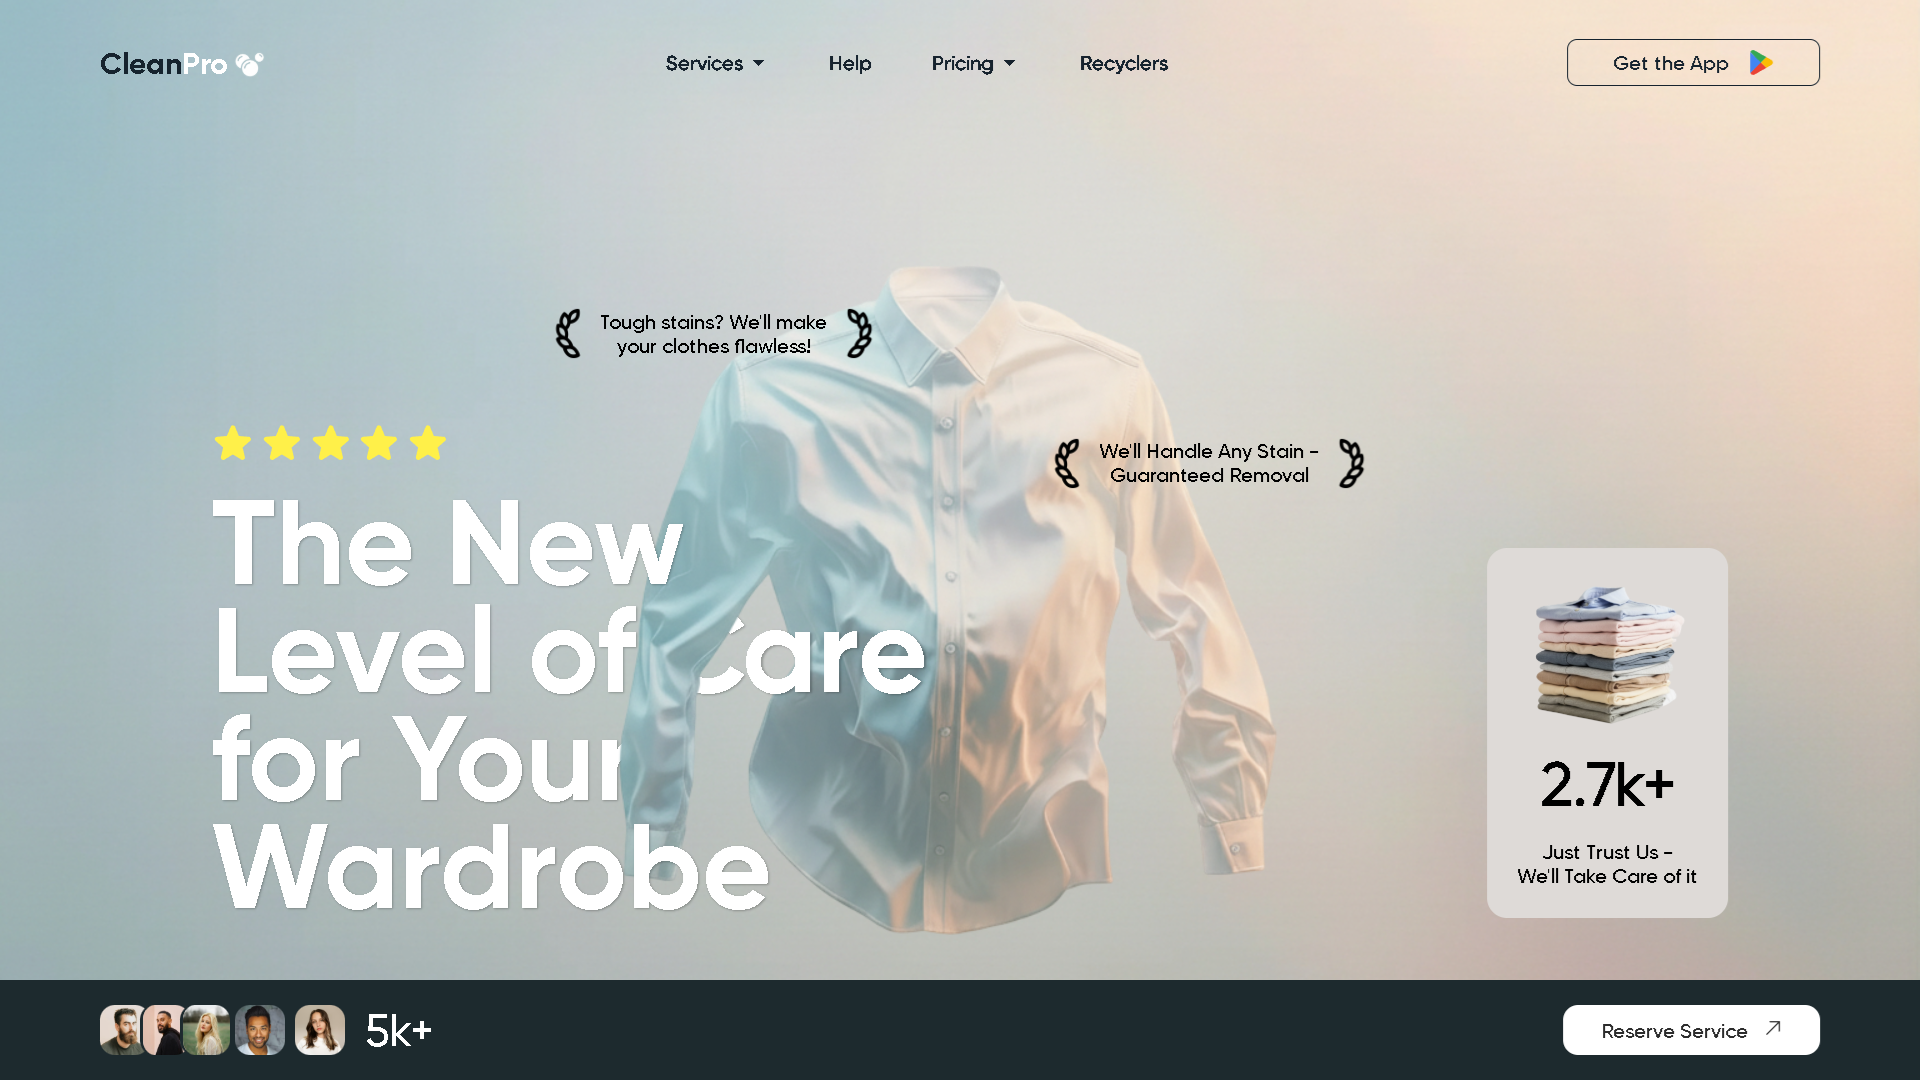 CleanPro
Services
Help
Pricing
Recyclers
Get the App
Tough stains? We'll make
your clothes flawless!
We'll Handle Any Stain -
Guaranteed Removal
The New
Level of Care
for Your
Wardrobe
2.7k+
Just Trust Us -
We'll Take Care of it
5k+
Reserve Service